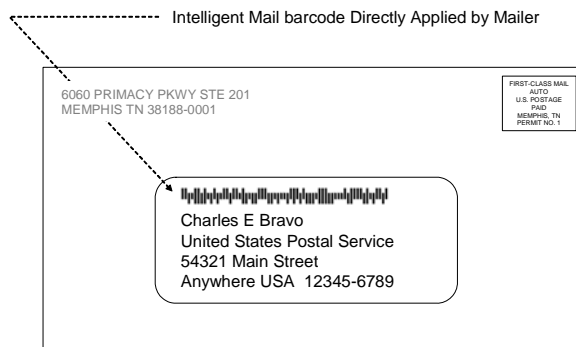 Intelligent Mail barcode Directly Applied by Mailer
6060 PRIMACY PKWY STE 201
MEMPHIS TN 38188-0001
FIRST-CLASS MAIL
AUTO
U.S. POSTAGE
PAID
MEMPHIS, TN
PERMIT NO. 1
Charles E Bravo
United States Postal Service
54321 Main Street
Anywhere USA  12345-6789